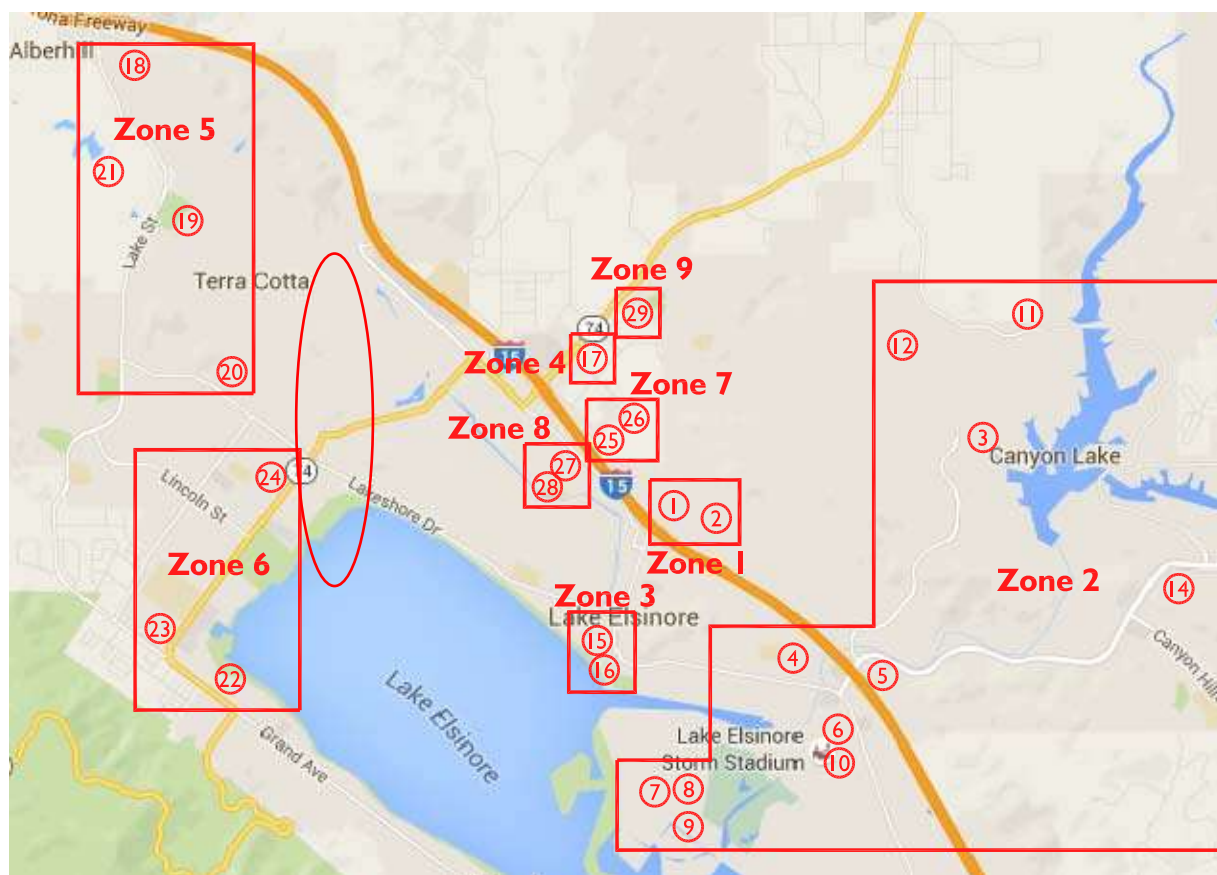 ona Freeway
Alberhill
18
Zone 5
21
19
Lake St
Terra Cotta
20
Zone 9
29
74
17
Zone 4
15
Zone 7
26
25
Zone 8
27
28
15
1
2
Zone 1
11
12
3
Canyon Lake
Zone 2
14
24
74
Lincoln St
Lakeshore Dr
Zone 6
23
22
Zone 3
Lake Elsinore
15
16
4
5
Canyon Hills
Lake Elsinore
Grand Ave
Lake Elsinore
Storm Stadium
6
10
7
8
9